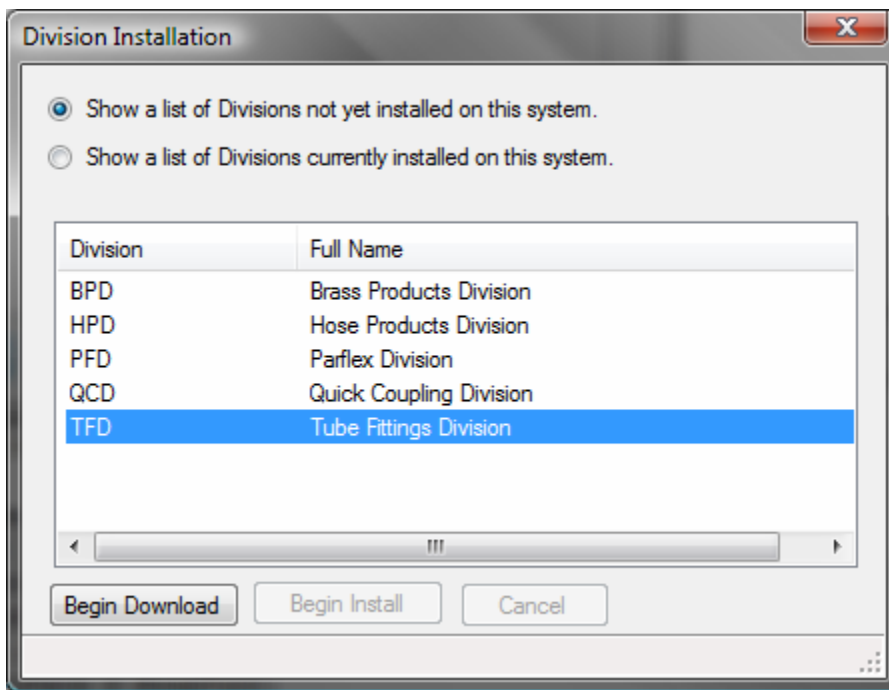 Division Installation
Show a list of Divisions not yet installed on this system.
Show a list of Divisions currently installed on this system.
Division Full Name
BPD Brass Products Division
HPD Hose Products Division
PFD Parflex Division
QCD Quick Coupling Division
TFD Tube Fittings Division
Begin Download Begin Install Cancel